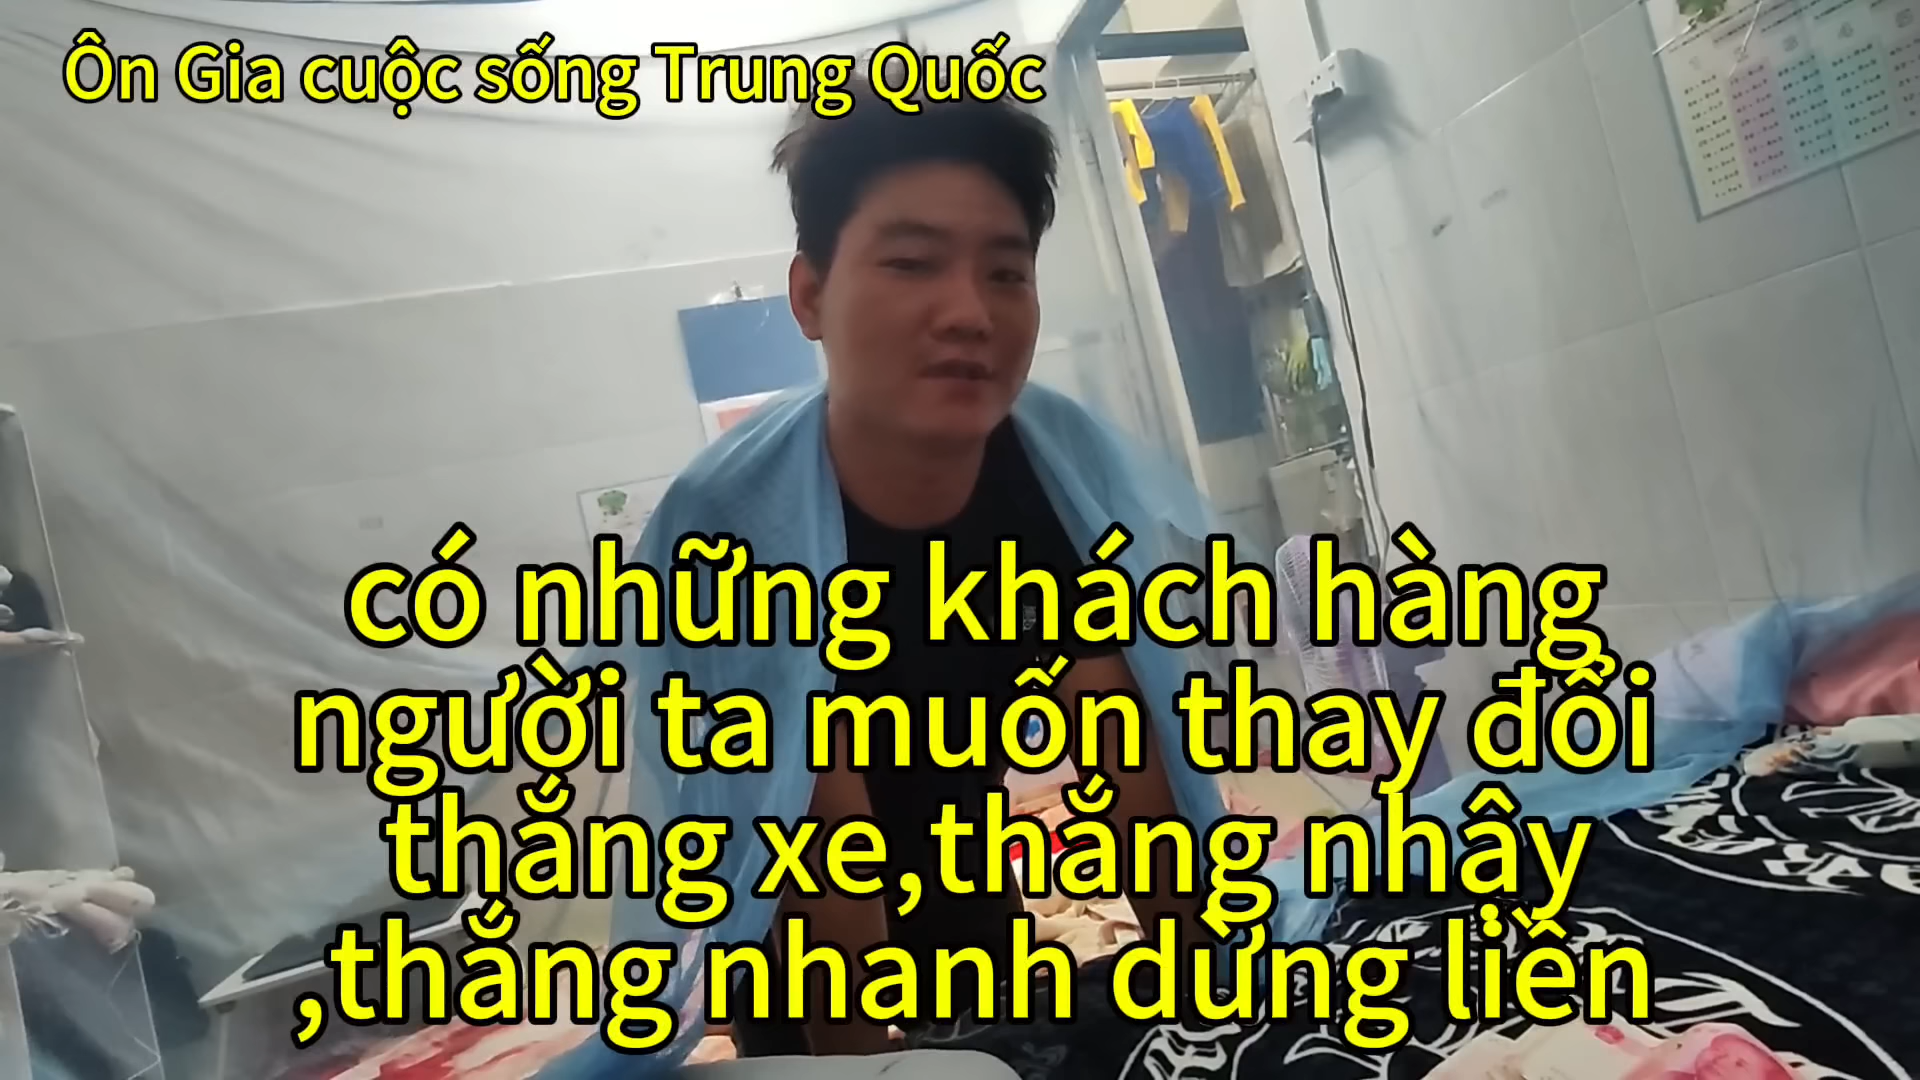 Ôn Gia cuộc sống Trung Quốc
có những khách hàng
người ta muốn thay đổi
thắng xe,thắng nhây
,thắng nhanh dừng liền